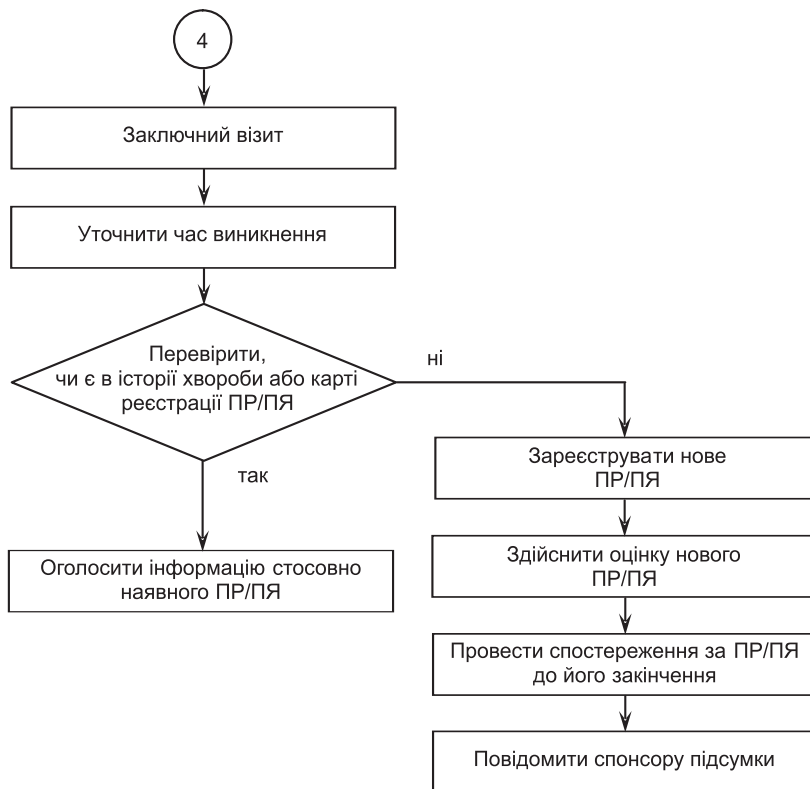 4
Заключний візит
Уточнити час виникнення
Перевірити,
чи є в історії хвороби або карті
реєстрації ПР/ПЯ
ні
так
Оголосити інформацію стосовно
наявного ПР/ПЯ
Зареєструвати нове
ПР/ПЯ
Здійснити оцінку нового
ПР/ПЯ
Провести спостереження за ПР/ПЯ
до його закінчення
Повідомити спонсору підсумки